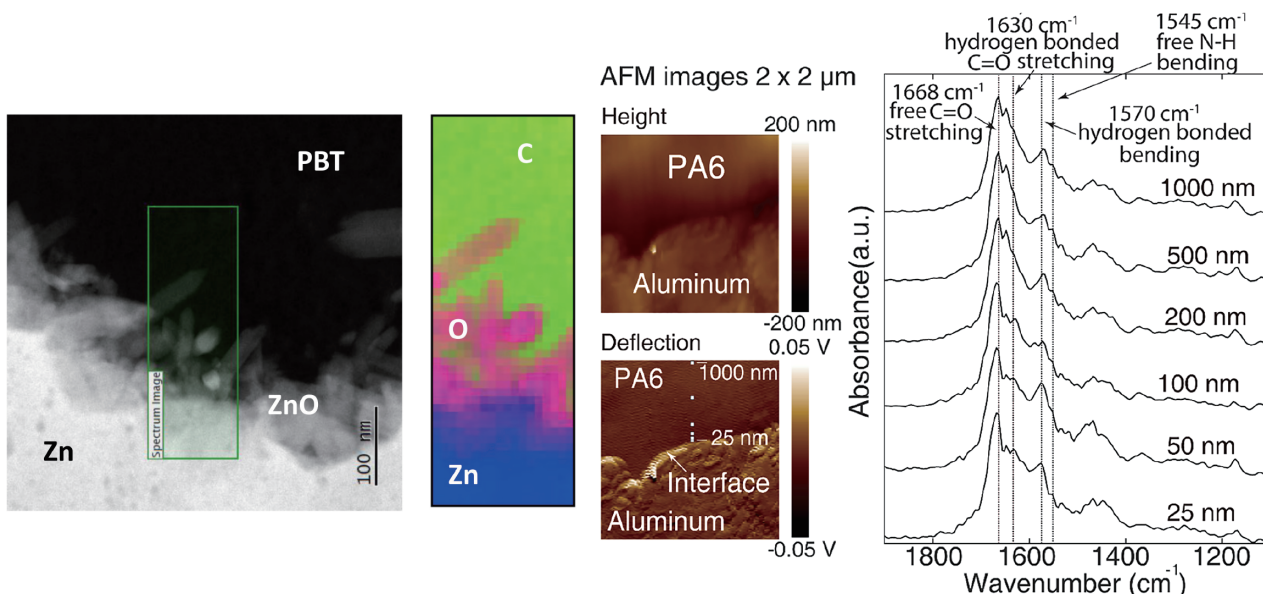 PBT
Spectrum Image
ZnO
Zn
100 nm
C
O
Zn
AFM images 2 x 2 µm
Height
200 nm
PA6
Aluminum
-200 nm
Deflection
0.05 V
PA6
1000 nm
25 nm
Interface
Aluminum
-0.05 V
1630 cm⁻¹
hydrogen bonded
C=O stretching
1545 cm⁻¹
free N-H
bending
1668 cm⁻¹
free C=O
stretching
1570 cm⁻¹
hydrogen bonded
bending
1000 nm
500 nm
200 nm
100 nm
50 nm
25 nm
Absorbance(a.u.)
1800 1600 1400 1200
Wavenumber (cm⁻¹)